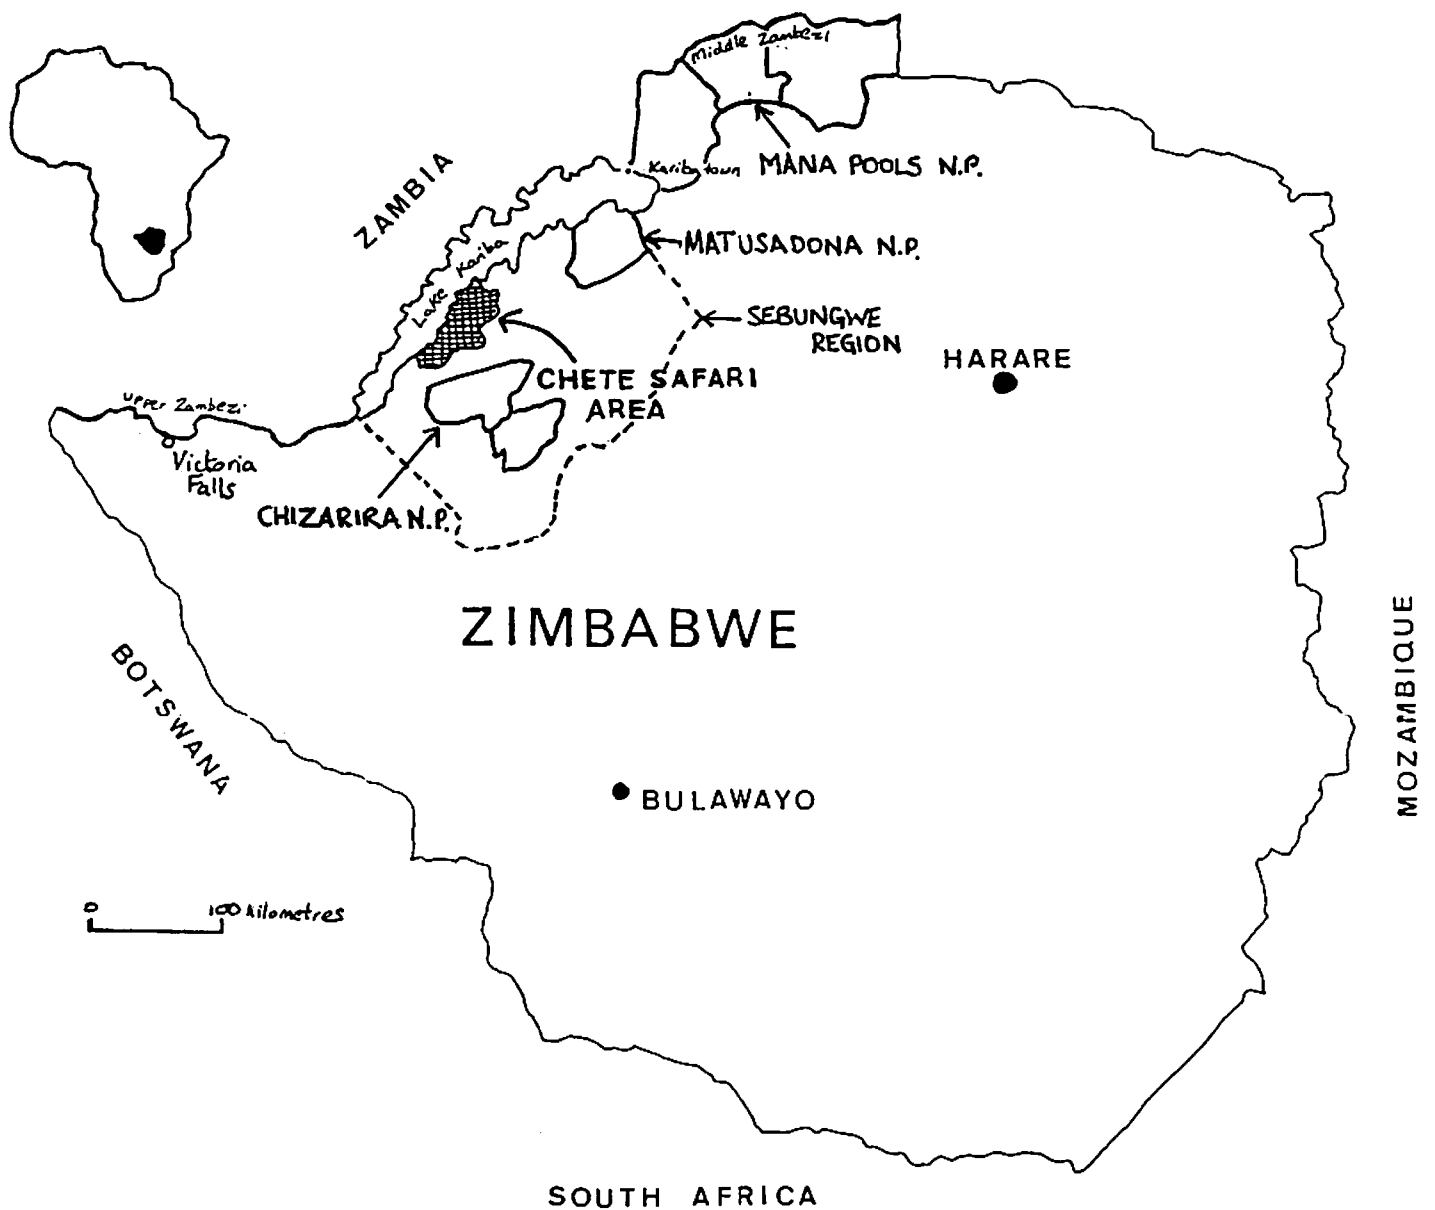 Middle Zambezi
Kariba town
MANA POOLS N.P.
ZAMBIA
MATUSADONA N.P.
Lake Kariba
SEBUNGWE
REGION
HARARE
CHETE SAFARI
AREA
Upper Zambezi
Victoria
Falls
CHIZARIRA N.P.
ZIMBABWE
BOTSWANA
MOZAMBIQUE
BULAWAYO
0 100 kilometres
SOUTH AFRICA